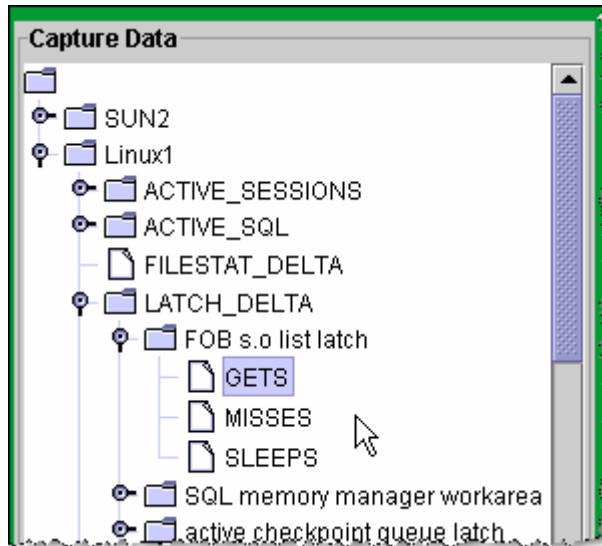 Capture Data
SUN2
Linux1
ACTIVE_SESSIONS
ACTIVE_SQL
FILESTAT_DELTA
LATCH_DELTA
FOB s.o list latch
GETS
MISSES
SLEEPS
SQL memory manager workarea
active checkpoint queue latch